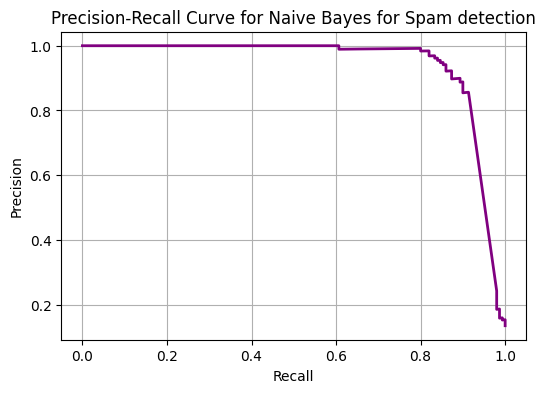 Precision-Recall Curve for Naive Bayes for Spam detection
1.0
0.8
0.6
0.4
0.2
Precision
0.0 0.2 0.4 0.6 0.8 1.0
Recall